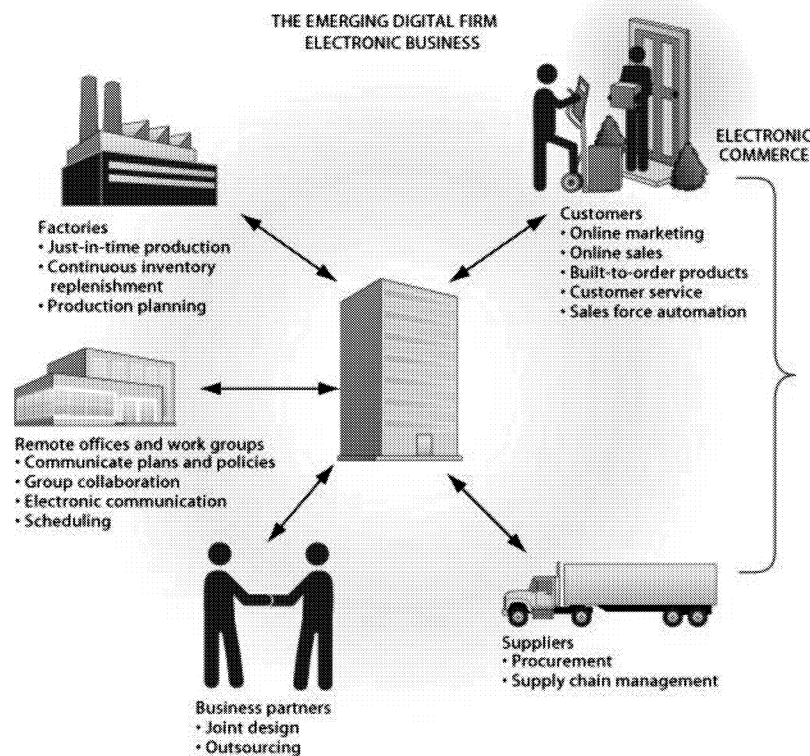 THE EMERGING DIGITAL FIRM
ELECTRONIC BUSINESS
ELECTRONIC
COMMERCE
Factories
• Just-in-time production
• Continuous inventory
replenishment
• Production planning
Customers
• Online marketing
• Online sales
• Built-to-order products
• Customer service
• Sales force automation
Remote offices and work groups
• Communicate plans and policies
• Group collaboration
• Electronic communication
• Scheduling
Business partners
• Joint design
• Outsourcing
Suppliers
• Procurement
• Supply chain management